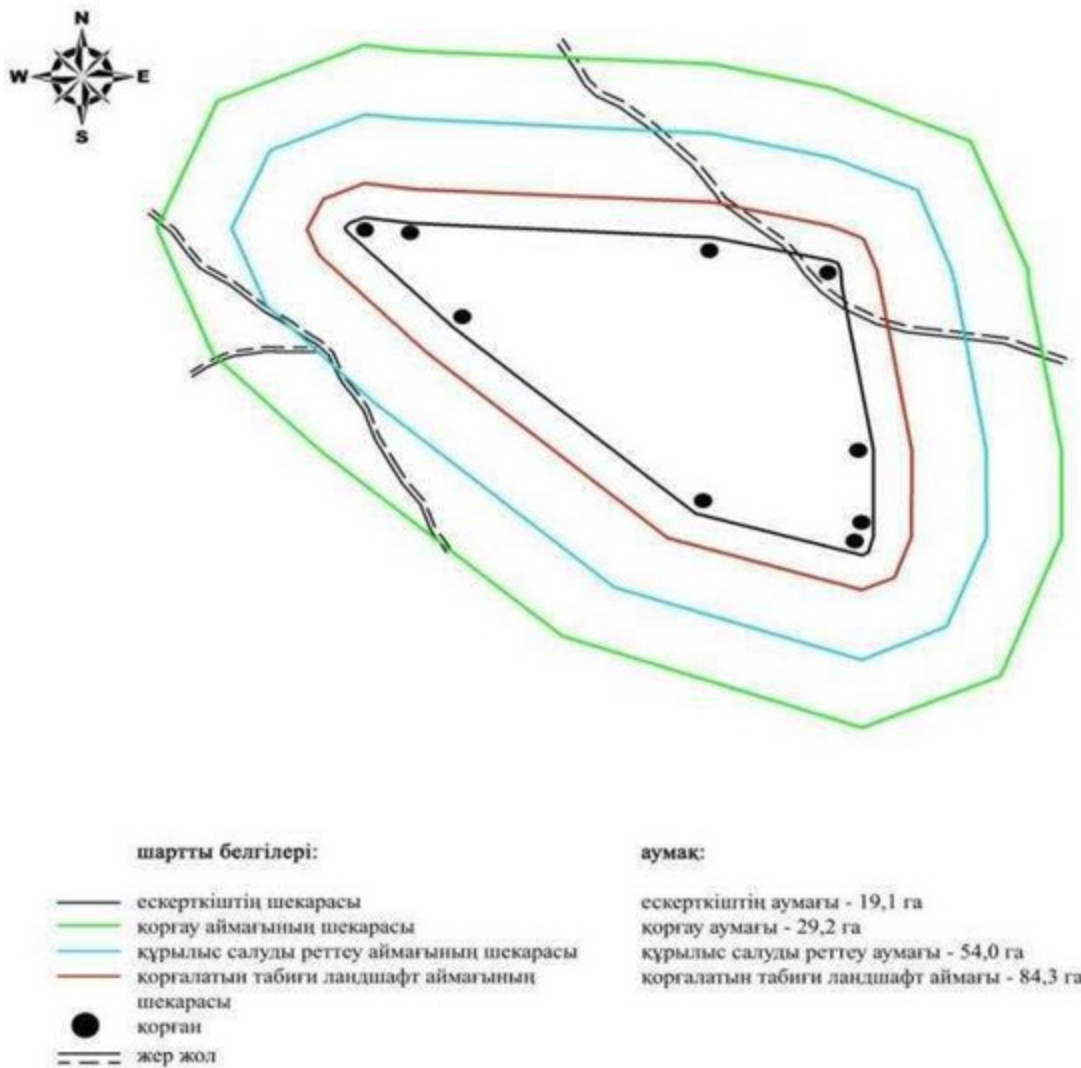 N
W E
S
шартты белгілері:
ескерткіштің шекарасы
қорғау аймағының шекарасы
құрылыс салуды реттеу аймағының шекарасы
қорғалатын табиғи ландшафт аймағының
шекарасы
қорған
жер жол
аумақ:
ескерткіштің аумағы - 19,1 га
қорғау аумағы - 29,2 га
құрылыс салуды реттеу аумағы - 54,0 га
қорғалатын табиғи ландшафт аймағы - 84,3 га